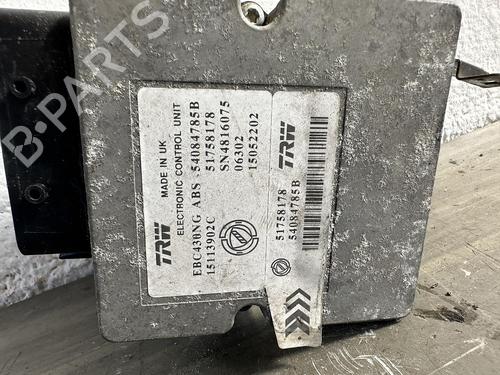 TRW
MADE IN UK
ELECTRONIC CONTROL UNIT
EBC430NG ABS 54084785B
15113902C 51758178
SN4816075
06302
15052202
TRW
51758178
54084785B
B-PARTS